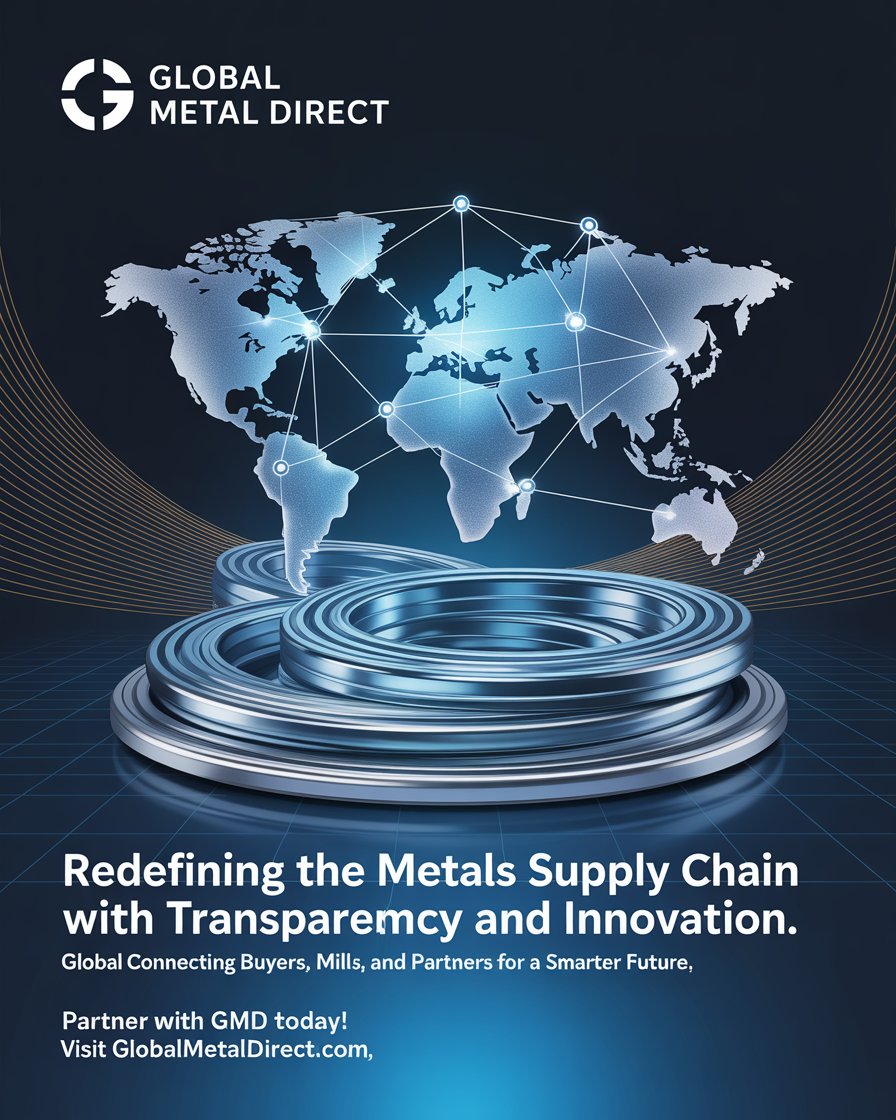 GLOBAL
METAL DIRECT
Redefining the Metals Supply Chain
with Transparemcy and Innovation.
Global Connecting Buyers, Mills, and Partners for a Smarter Future,
Partner with GMD today!
Visit GlobalMetalDirect.com,